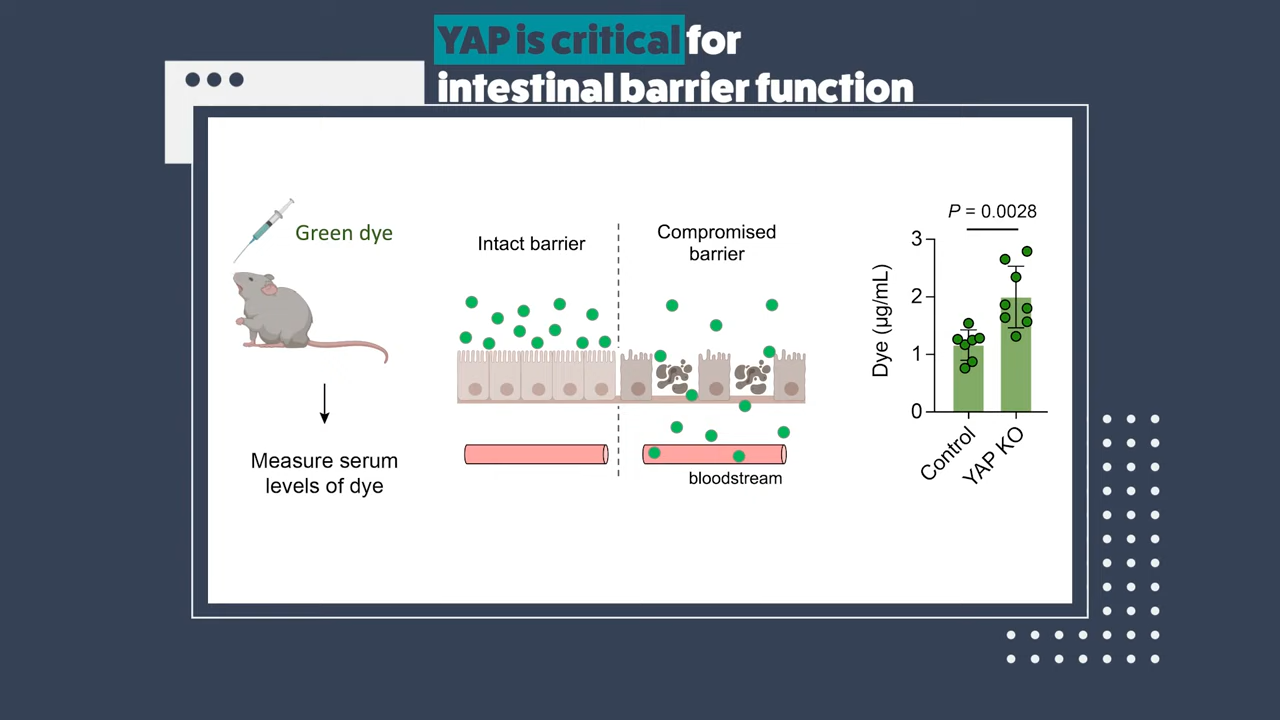 YAP is critical for
intestinal barrier function
Green dye
Measure serum
levels of dye
Intact barrier
Compromised
barrier
bloodstream
P = 0.0028
3
2
1
0
Dye (µg/mL)
Control
YAP KO